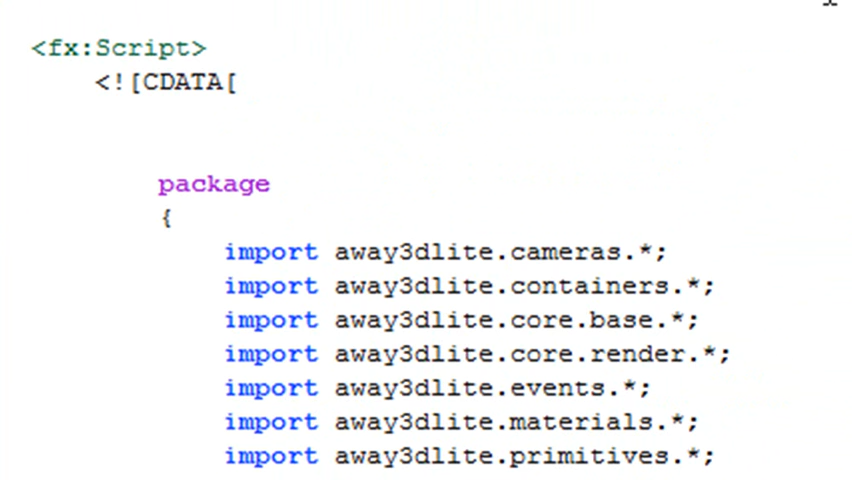 <fx:Script>
<![CDATA[
package
{
import away3dlite.cameras.*;
import away3dlite.containers.*;
import away3dlite.core.base.*;
import away3dlite.core.render.*;
import away3dlite.events.*;
import away3dlite.materials.*;
import away3dlite.primitives.*;